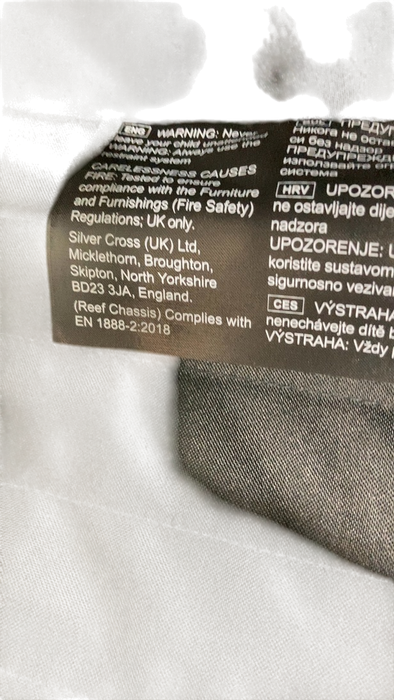 ENG WARNING: Never
leave your child unattended
WARNING: Always use the
restraint system
CARELESSNESS CAUSES
FIRE: Tested to ensure
compliance with the Furniture
and Furnishings (Fire Safety)
Regulations; UK only.
Silver Cross (UK) Ltd,
Micklethorn, Broughton,
Skipton, North Yorkshire
BD23 3JA, England.
(Reef Chassis) Complies with
EN 1888-2:2018
Никога не оста
си без надзор
ПРЕДУПРЕЖД
използвайте
система
HRV UPOZOR
ne ostavljajte dije
nadzora
UPOZORENJE: U
koristite sustavom
sigurnosno veziva
CES VÝSTRAHA
nenechávejte dítě b
VÝSTRAHA: Vždy p